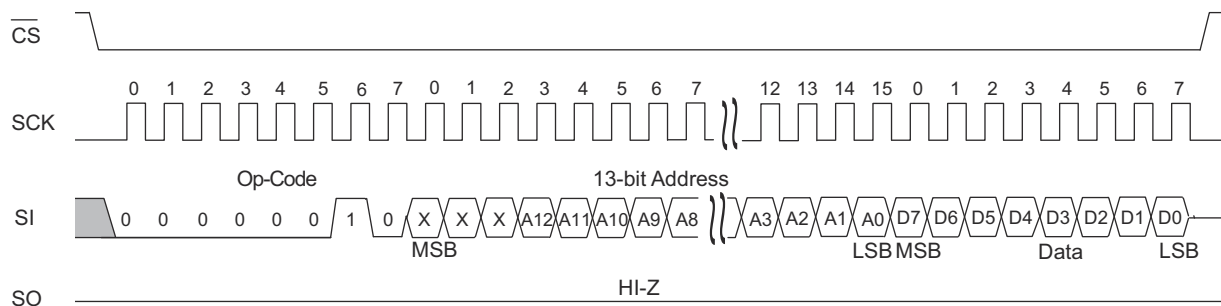 CS
0 1 2 3 4 5 6 7 0 1 2 3 4 5 6 7 12 13 14 15 0 1 2 3 4 5 6 7
SCK
Op-Code 13-bit Address
SI 0 0 0 0 0 0 1 0 X X X A12 A11 A10 A9 A8 A3 A2 A1 A0 D7 D6 D5 D4 D3 D2 D1 D0
MSB LSB MSB Data LSB
HI-Z
SO